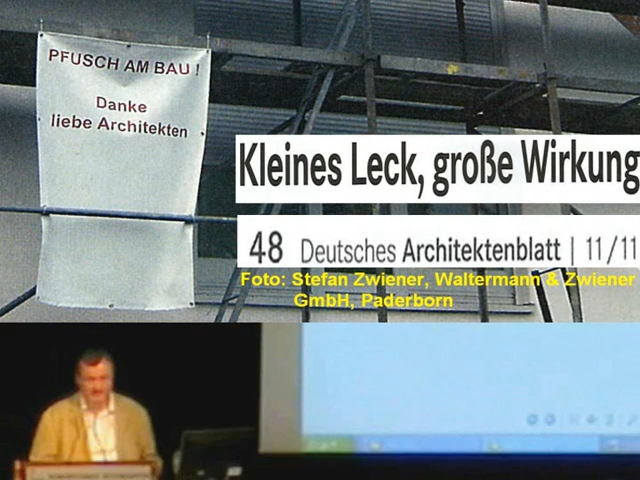 PFUSCH AM BAU !
Danke
liebe Architekten
Kleines Leck, große Wirkung
48 Deutsches Architektenblatt | 11/11
Foto: Stefan Zwiener, Waltermann & Zwiener
GmbH, Paderborn